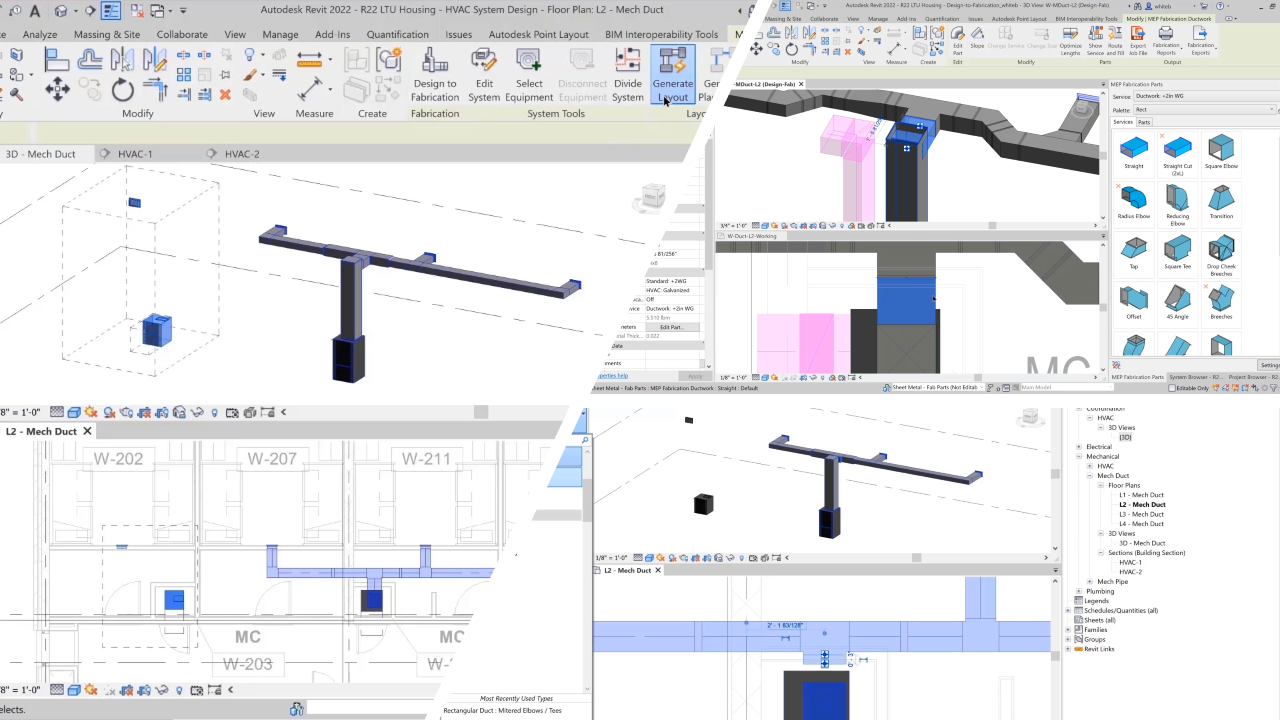 Autodesk Revit 2022 - R22 LTU Housing - HVAC System Design - Floor Plan: L2 - Mech Duct
Analyze Collaborate View Manage Add-Ins Quantification Issues Autodesk Point Layout BIM Interoperability Tools
Design to Fabrication
Edit System
Select Equipment
Disconnect Equipment
Divide System
Generate Layout
Modify View Measure Create Fabrication System Tools
3D - Mech Duct HVAC-1 HVAC-2
Autodesk Revit 2022 - R22 LTU Housing - Design-to-Fabrication_whiteb - 3D View: W-MDuct-L2 (Design-Fab) whiteb
Massing & Site Collaborate View Manage Add-Ins Quantification Issues Autodesk Point Layout BIM Interoperability Tools Modify | MEP Fabrication Ductwork
Edit Part
Slope
Change Service
Change Size
Optimize Lengths
Show Service
Route and Fill
Export Job File
Fabrication Reports
Fabrication Exports
Modify View Measure Create Edit Modify Parts Output
-MDuct-L2 (Design-Fab)
3/4" = 1'-0"
W-Duct-L2-Working
MC
1/8" = 1'-0"
MEP Fabrication Parts
Service: Ductwork: +2in WG
Palette: Rect
Services Parts
Straight
Straight Cut (2xL)
Square Elbow
Radius Elbow
Reducing Elbow
Transition
Tap
Square Tee
Drop Cheek Breeches
Offset
45 Angle
Breeches
Settings
MEP Fabrication Parts System Browser - R2... Project Browser - R2...
81/256"
Standard: +2WG
HVAC: Galvanized
Off
Ductwork: +2in WG
5.510 lbm
Edit Part...
0.022
Data
Apply
Sheet Metal - Fab Parts : MEP Fabrication Ductwork : Straight : Default
Sheet Metal - Fab Parts (Not Editab
Main Model
Editable Only
L2 - Mech Duct
W-202 W-207 W-211
MC
W-203
Most Recently Used Types
Rectangular Duct : Mitered Elbows / Tees
1/8" = 1'-0"
L2 - Mech Duct
2' - 1 83/128"
Coordination
HVAC
3D Views
{3D}
Electrical
Mechanical
HVAC
Mech Duct
Floor Plans
L1 - Mech Duct
L2 - Mech Duct
L3 - Mech Duct
L4 - Mech Duct
3D Views
3D - Mech Duct
Sections (Building Section)
HVAC-1
HVAC-2
Mech Pipe
Plumbing
Legends
Schedules/Quantities (all)
Sheets (all)
Families
Groups
Revit Links